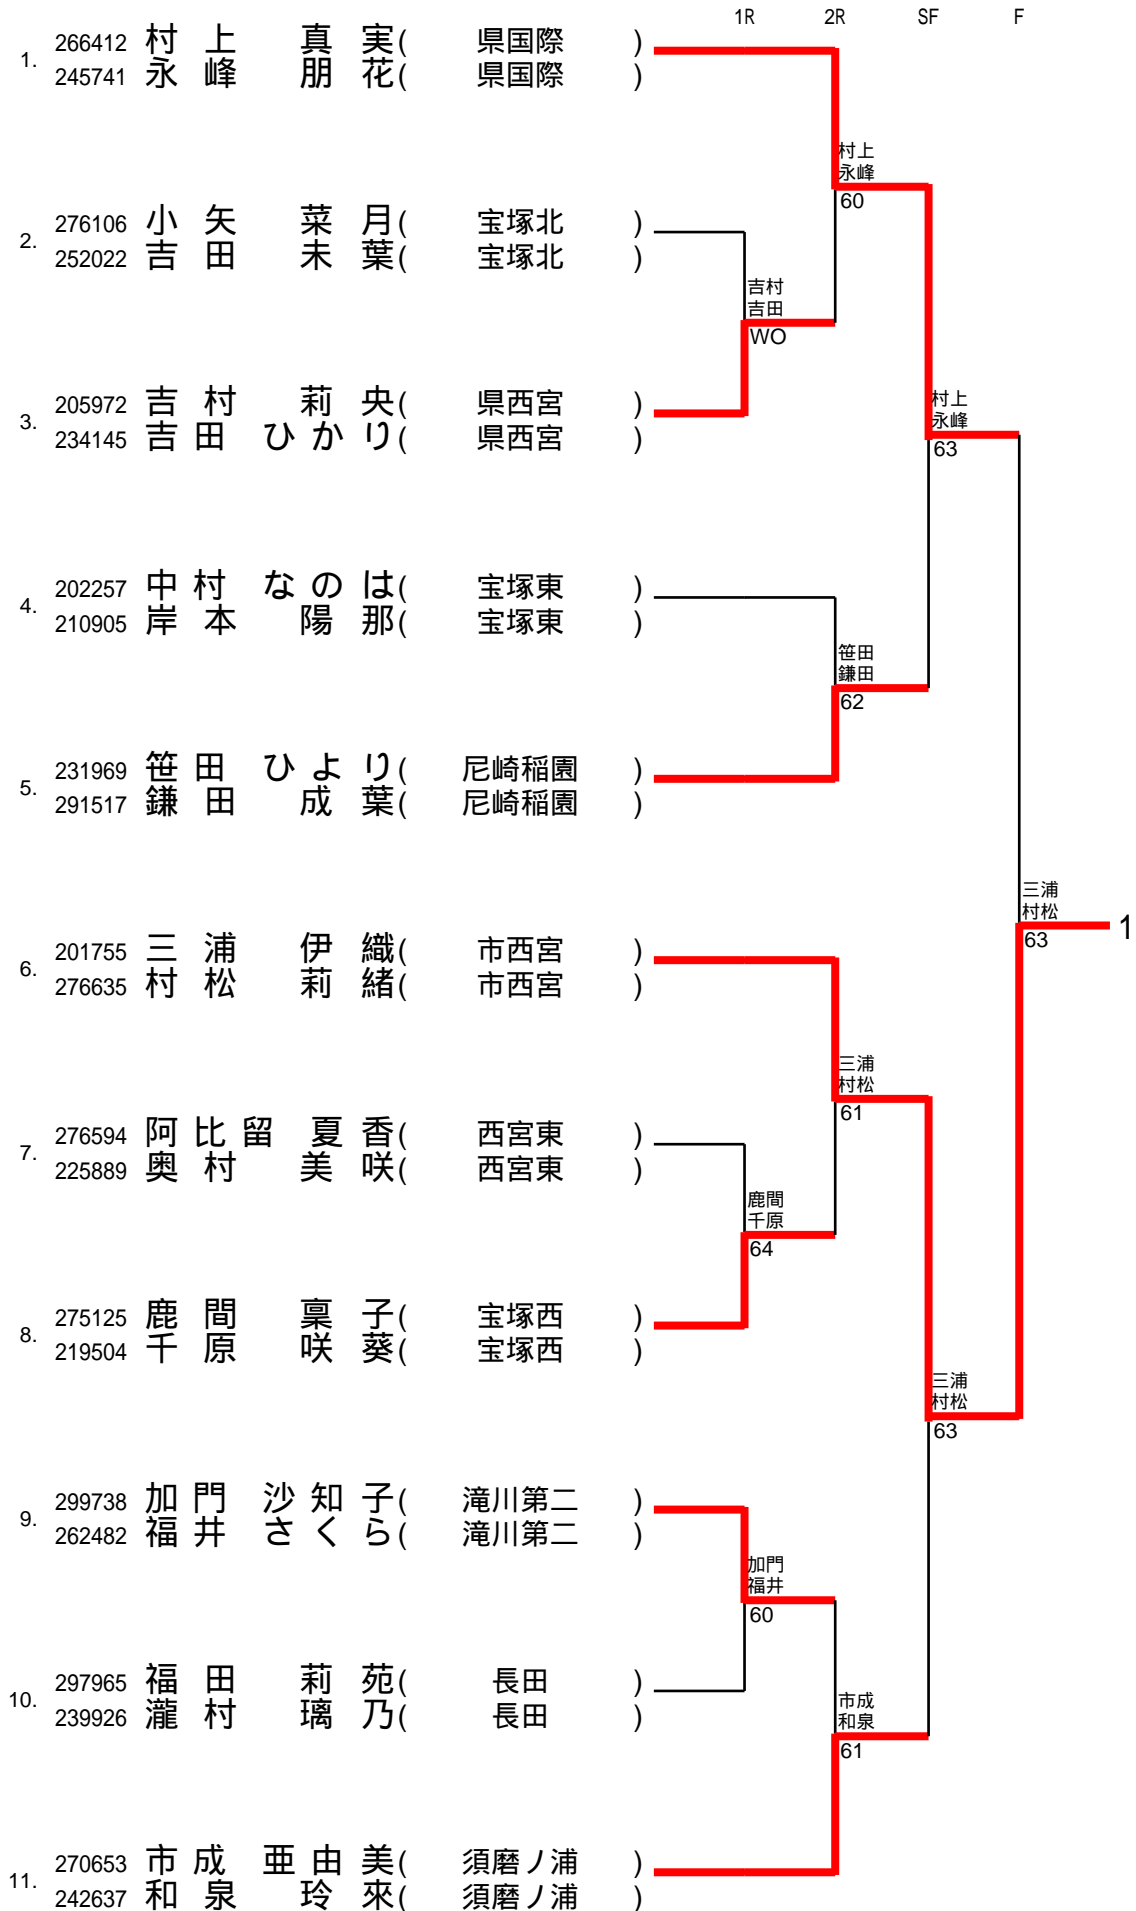 1R 2R SF F
1. 266412 村上 真実( 県国際 )
245741 永峰 朋花( 県国際 )
村上
永峰
60
2. 276106 小矢 菜月( 宝塚北 )
252022 吉田 未葉( 宝塚北 )
吉村
吉田
WO
3. 205972 吉村 莉央( 県西宮 )
234145 吉田 ひかり( 県西宮 )
村上
永峰
63
4. 202257 中村 なのは( 宝塚東 )
210905 岸本 陽那( 宝塚東 )
笹田
鎌田
62
5. 231969 笹田 ひより( 尼崎稲園 )
291517 鎌田 成葉( 尼崎稲園 )
三浦
村松
63
1
6. 201755 三浦 伊織( 市西宮 )
276635 村松 莉緒( 市西宮 )
三浦
村松
61
7. 276594 阿比留 夏香( 西宮東 )
225889 奥村 美咲( 西宮東 )
鹿間
千原
64
8. 275125 鹿間 稟子( 宝塚西 )
219504 千原 咲葵( 宝塚西 )
三浦
村松
63
9. 299738 加門 沙知子( 滝川第二 )
262482 福井 さくら( 滝川第二 )
加門
福井
60
10. 297965 福田 莉苑( 長田 )
239926 瀧村 璃乃( 長田 )
市成
和泉
61
11. 270653 市成 亜由美( 須磨ノ浦 )
242637 和泉 玲來( 須磨ノ浦 )